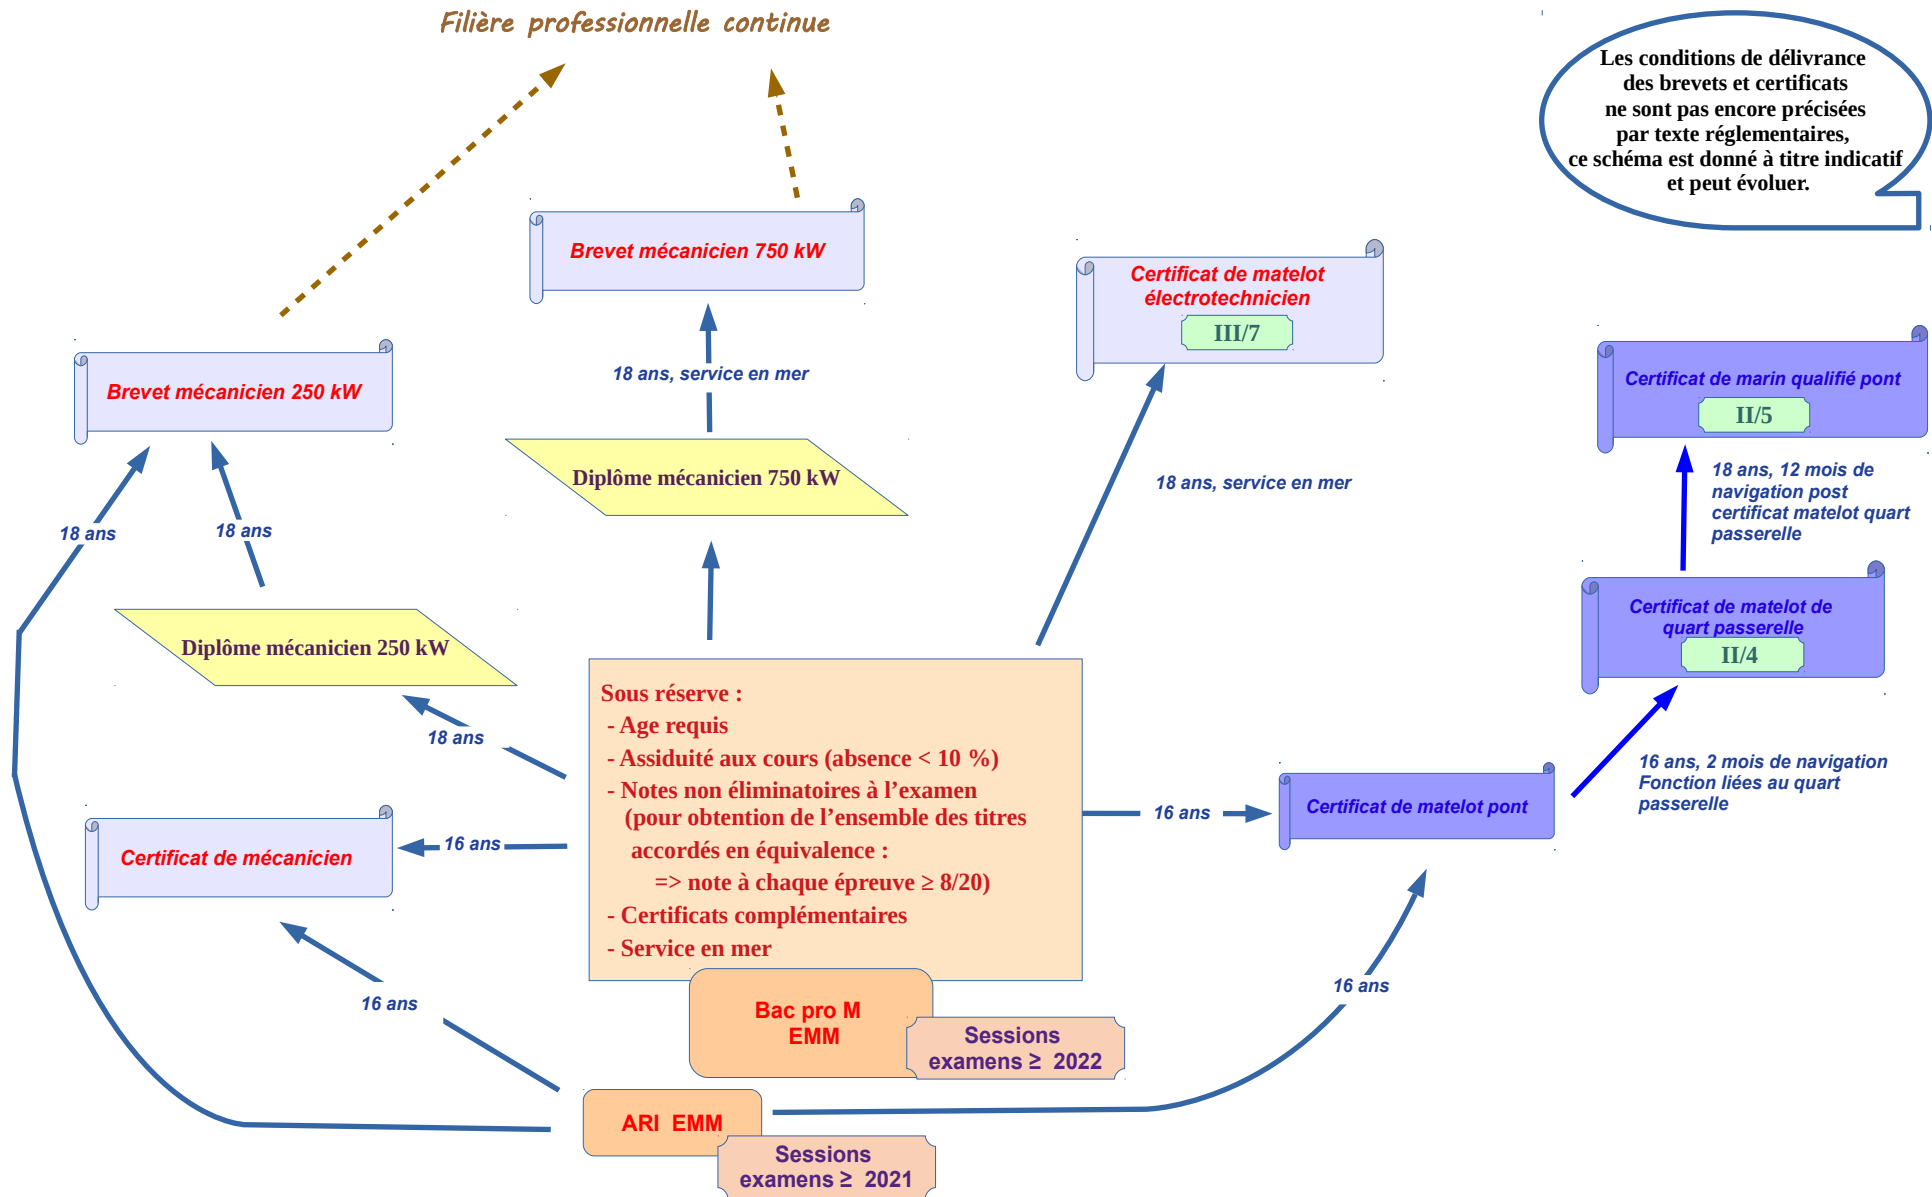 Filière professionnelle continue
Les conditions de délivrance
des brevets et certificats
ne sont pas encore précisées
par texte réglementaires,
ce schéma est donné à titre indicatif
et peut évoluer.
Brevet mécanicien 750 kW
Certificat de matelot
électrotechnicien
III/7
Brevet mécanicien 250 kW
18 ans, service en mer
Certificat de marin qualifié pont
II/5
Diplôme mécanicien 750 kW
18 ans, service en mer
18 ans, 12 mois de
navigation post
certificat matelot quart
passerelle
18 ans
18 ans
Certificat de matelot de
quart passerelle
II/4
Diplôme mécanicien 250 kW
18 ans
Sous réserve :
- Age requis
- Assiduité aux cours (absence < 10 %)
- Notes non éliminatoires à l’examen
(pour obtention de l’ensemble des titres
accordés en équivalence :
=> note à chaque épreuve ≥ 8/20)
- Certificats complémentaires
- Service en mer
16 ans, 2 mois de navigation
Fonction liées au quart
passerelle
16 ans
Certificat de matelot pont
Certificat de mécanicien
16 ans
16 ans
16 ans
Bac pro M
EMM
Sessions
examens ≥ 2022
ARI EMM
Sessions
examens ≥ 2021